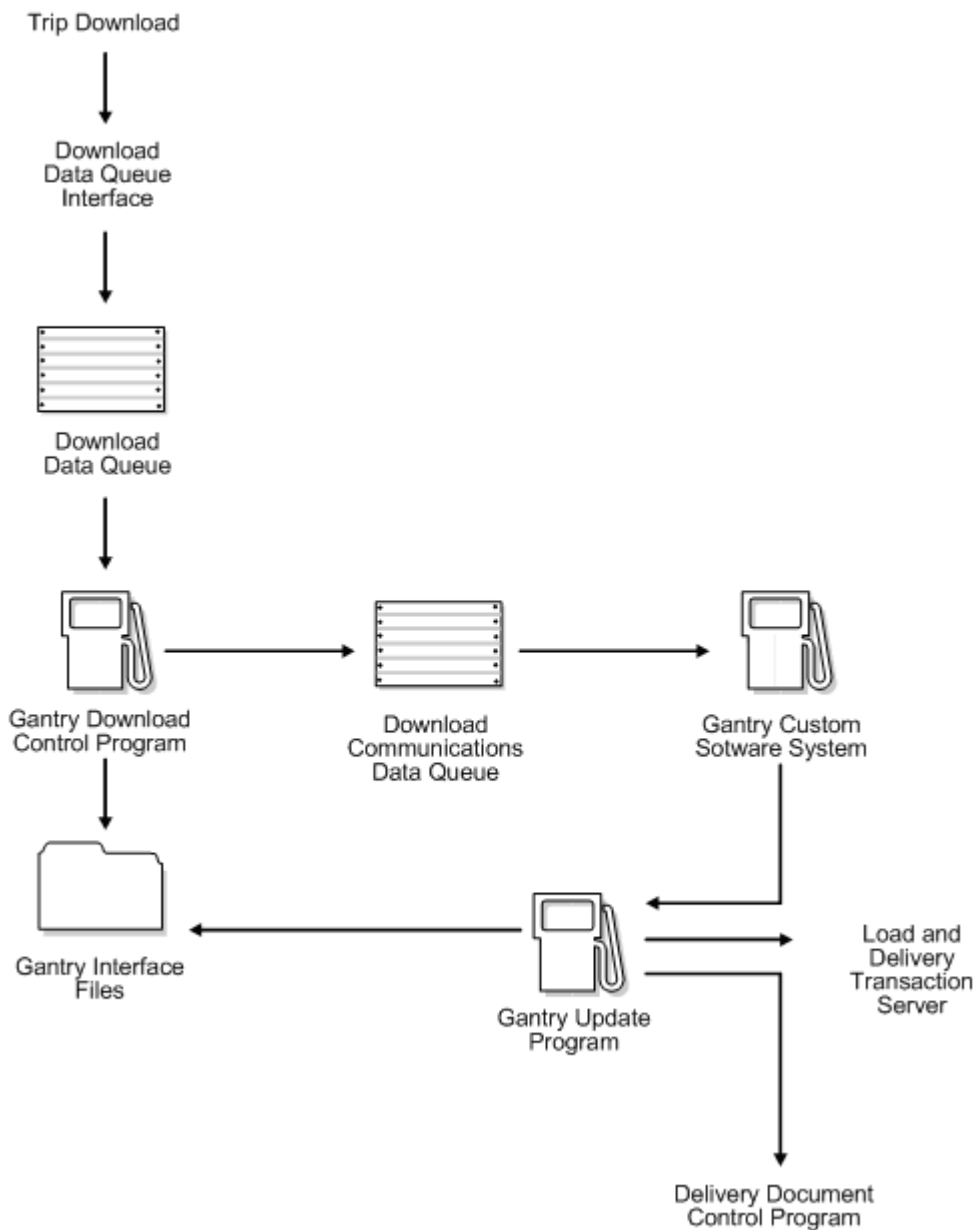 Trip Download
Download
Data Queue
Interface
Download
Data Queue
Gantry Download
Control Program
Download
Communications
Data Queue
Gantry Custom
Sotware System
Gantry Interface
Files
Gantry Update
Program
Load and
Delivery
Transaction
Server
Delivery Document
Control Program